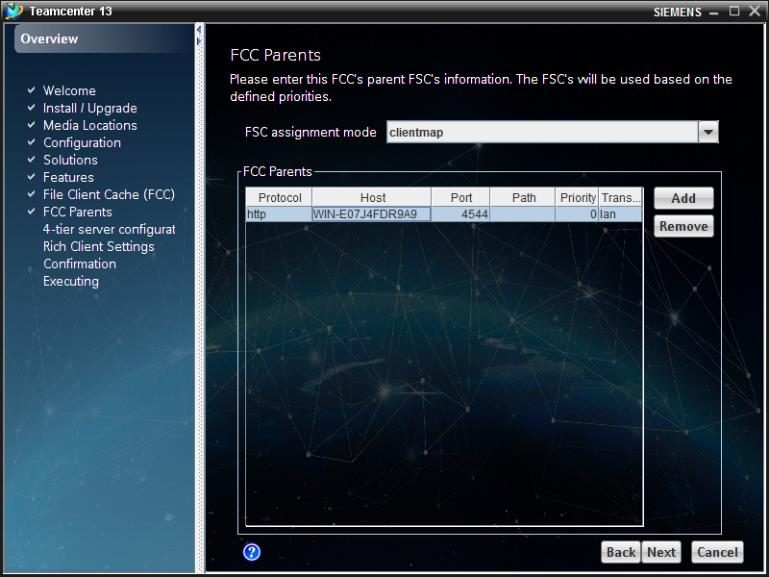 Teamcenter 13
SIEMENS
Overview
Welcome
Install / Upgrade
Media Locations
Configuration
Solutions
Features
File Client Cache (FCC)
FCC Parents
4-tier server configurat
Rich Client Settings
Confirmation
Executing
FCC Parents
Please enter this FCC's parent FSC's information. The FSC's will be used based on the
defined priorities.
FSC assignment mode clientmap
FCC Parents
Protocol Host Port Path Priority Trans...
http WIN-E07J4FDR9A9 4544 0 lan
Add
Remove
? Back Next Cancel